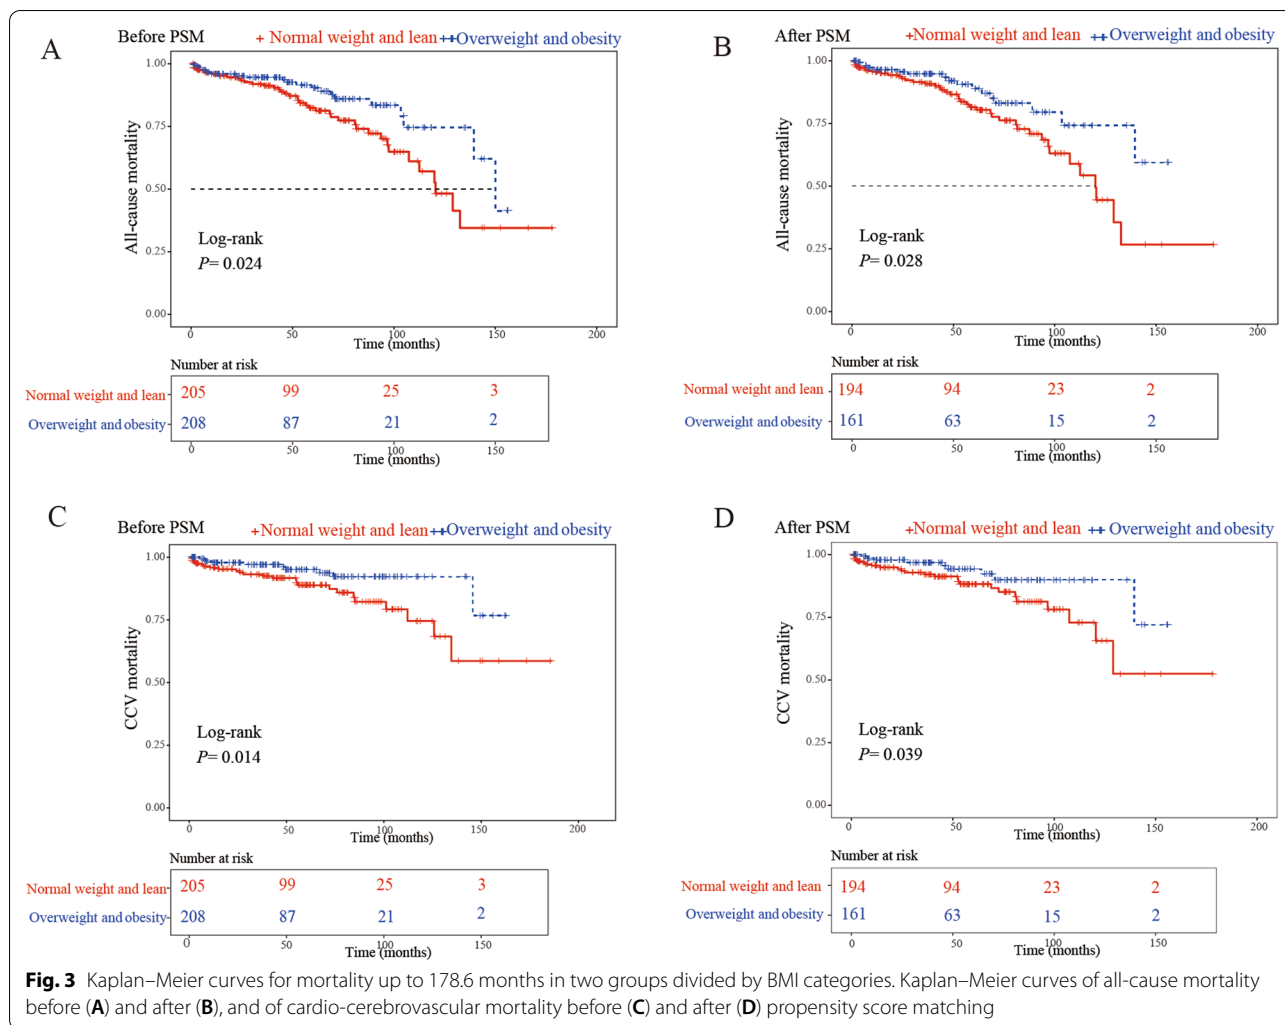 A
Before PSM
Normal weight and lean
Overweight and obesity
All-cause mortality
1.00
0.75
0.50
0.25
0.00
Log-rank
P= 0.024
0 50 100 150 200
Time (months)
Number at risk
Normal weight and lean 205 99 25 3
Overweight and obesity 208 87 21 2
0 50 100 150
Time (months)
B
After PSM
Normal weight and lean
Overweight and obesity
All-cause mortality
1.00
0.75
0.50
0.25
0.00
Log-rank
P= 0.028
0 50 100 150 200
Time (months)
Number at risk
Normal weight and lean 194 94 23 2
Overweight and obesity 161 63 15 2
0 50 100 150
Time (months)
C
Before PSM
Normal weight and lean
Overweight and obesity
CCV mortality
1.00
0.75
0.50
0.25
0.00
Log-rank
P= 0.014
0 50 100 150 200
Time (months)
Number at risk
Normal weight and lean 205 99 25 3
Overweight and obesity 208 87 21 2
0 50 100 150
Time (months)
D
After PSM
Normal weight and lean
Overweight and obesity
CCV mortality
1.00
0.75
0.50
0.25
0.00
Log-rank
P= 0.039
0 50 100 150 200
Time (months)
Number at risk
Normal weight and lean 194 94 23 2
Overweight and obesity 161 63 15 2
0 50 100 150
Time (months)
Fig. 3 Kaplan–Meier curves for mortality up to 178.6 months in two groups divided by BMI categories. Kaplan–Meier curves of all-cause mortality
before (A) and after (B), and of cardio-cerebrovascular mortality before (C) and after (D) propensity score matching